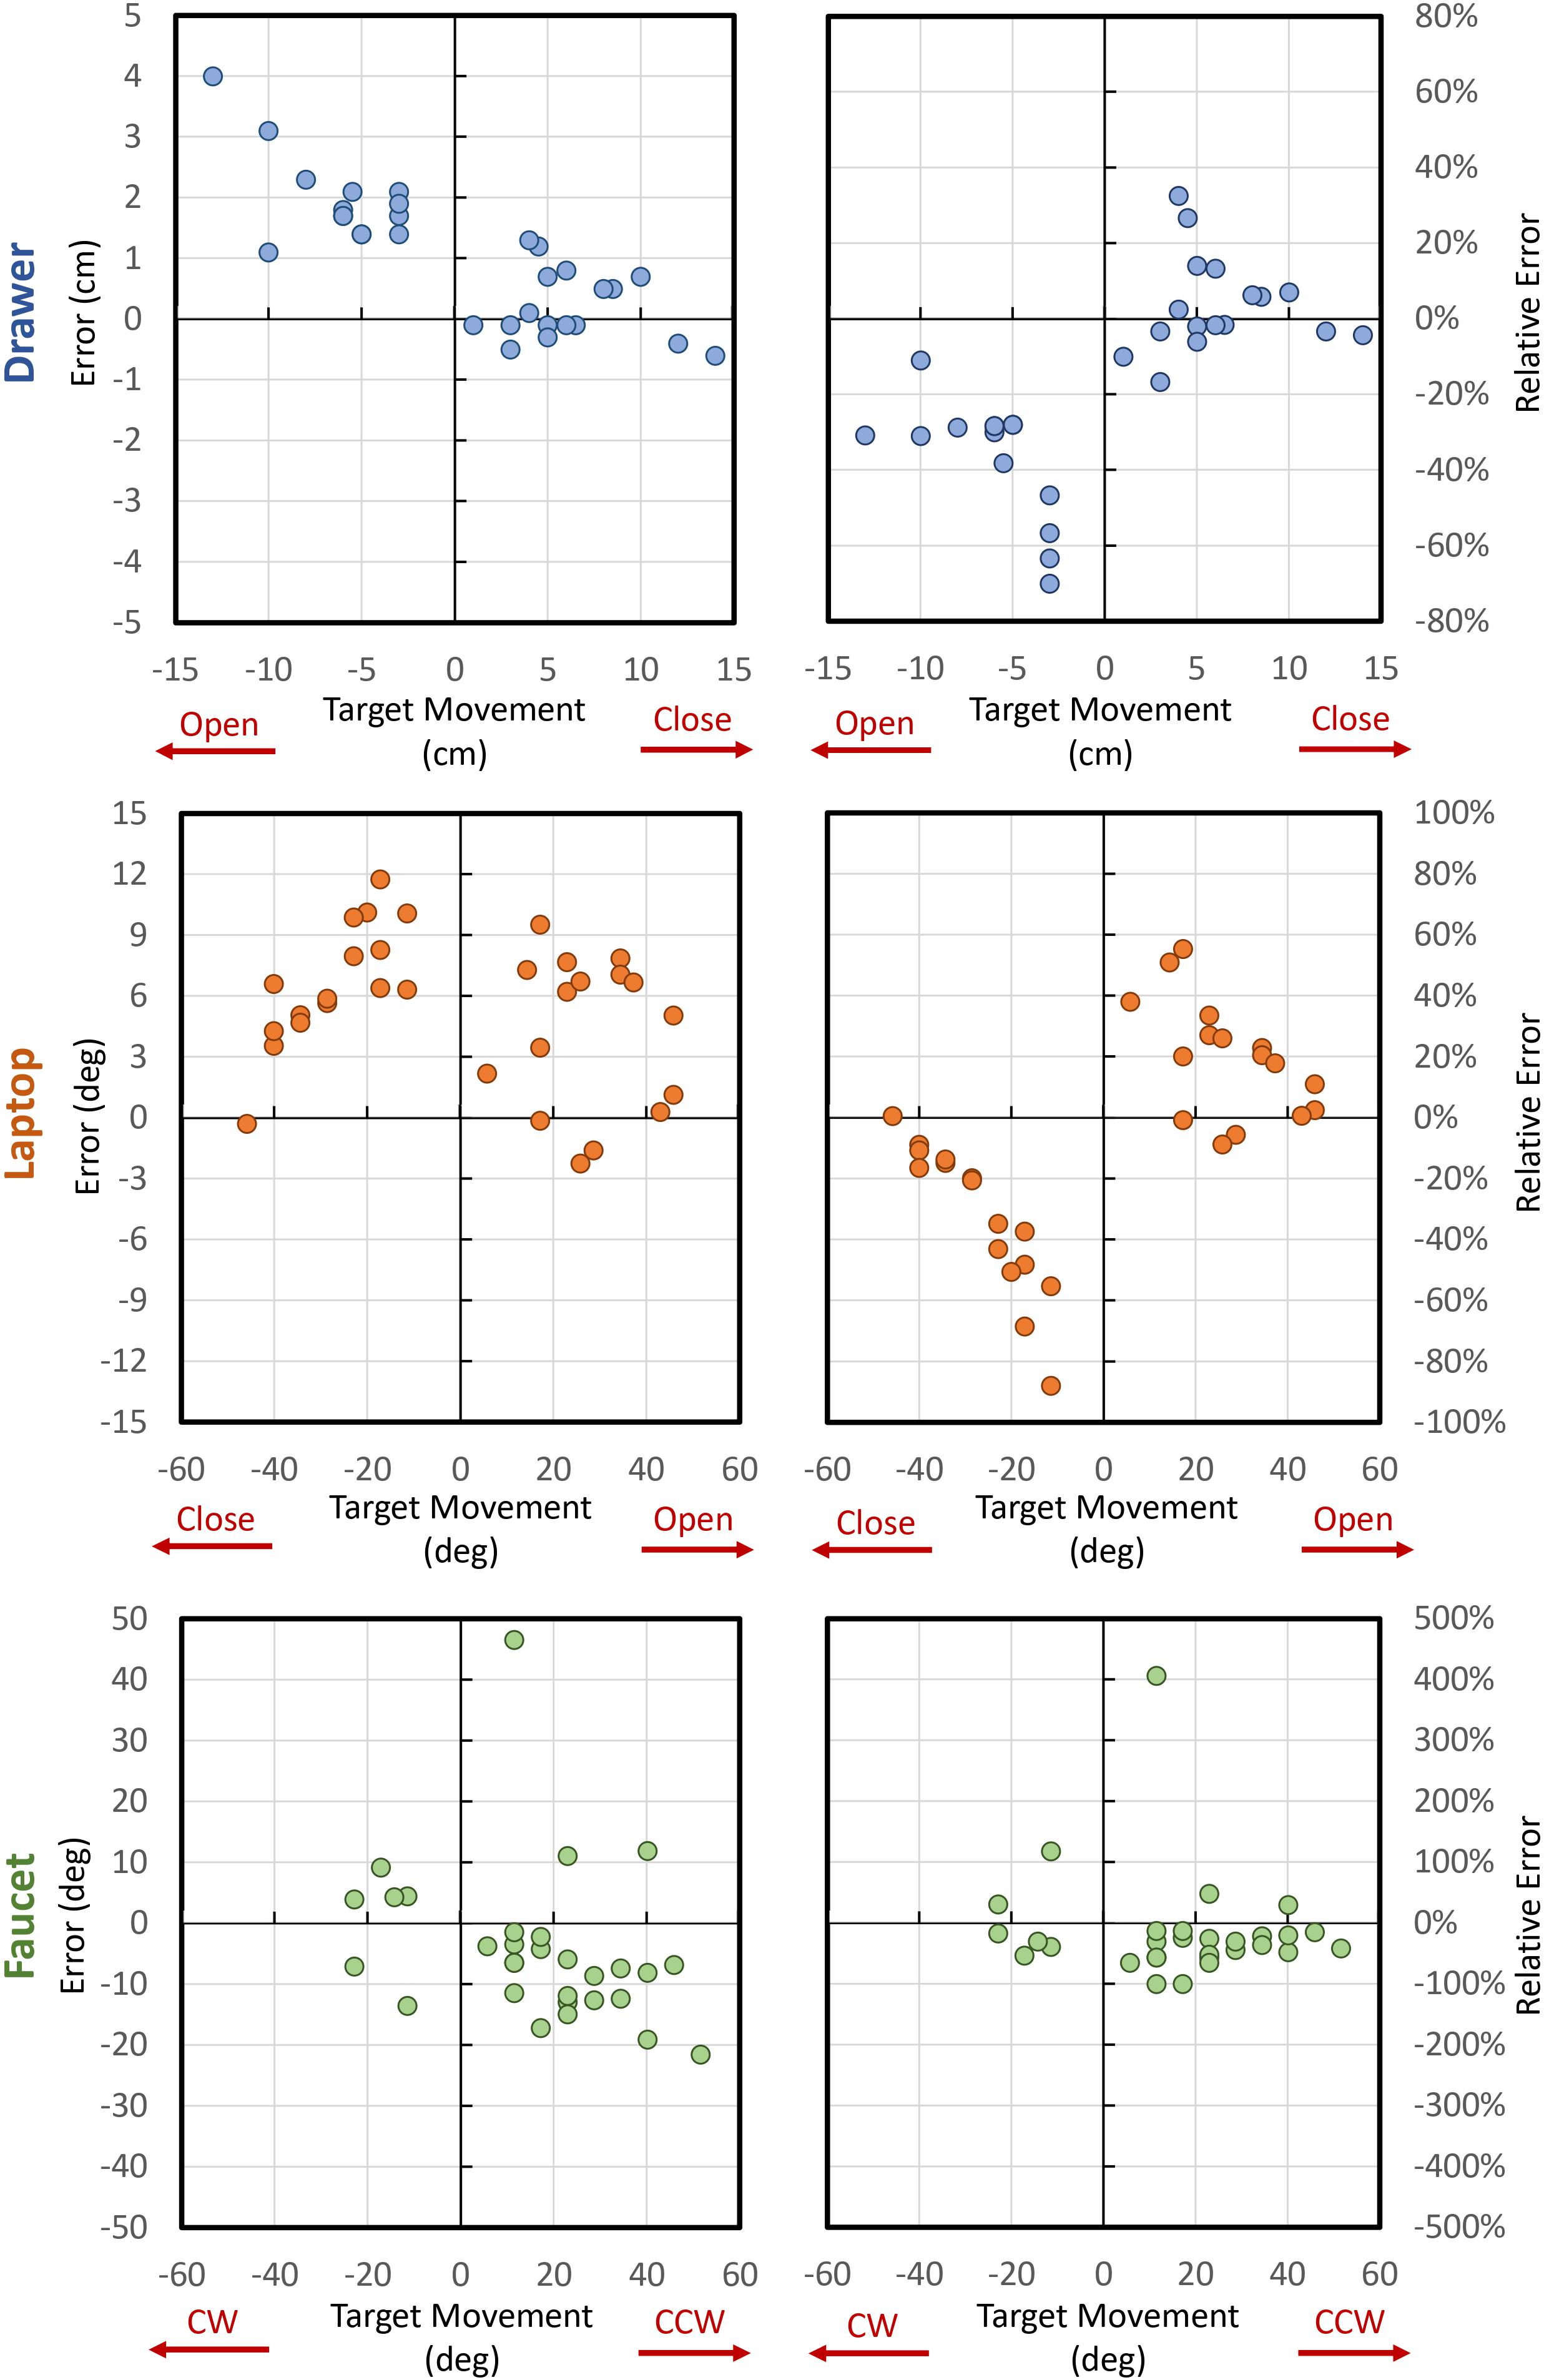 Drawer
Error (cm)
5
4
3
2
1
0
-1
-2
-3
-4
-5
-15 -10 -5 0 5 10 15
Target Movement
(cm)
Open
Close
80%
60%
40%
20%
0%
-20%
-40%
-60%
-80%
Relative Error
-15 -10 -5 0 5 10 15
Target Movement
(cm)
Open
Close
Laptop
Error (deg)
15
12
9
6
3
0
-3
-6
-9
-12
-15
-60 -40 -20 0 20 40 60
Target Movement
(deg)
Close
Open
100%
80%
60%
40%
20%
0%
-20%
-40%
-60%
-80%
-100%
Relative Error
-60 -40 -20 0 20 40 60
Target Movement
(deg)
Close
Open
Faucet
Error (deg)
50
40
30
20
10
0
-10
-20
-30
-40
-50
-60 -40 -20 0 20 40 60
Target Movement
(deg)
CW
CCW
500%
400%
300%
200%
100%
0%
-100%
-200%
-300%
-400%
-500%
Relative Error
-60 -40 -20 0 20 40 60
Target Movement
(deg)
CW
CCW